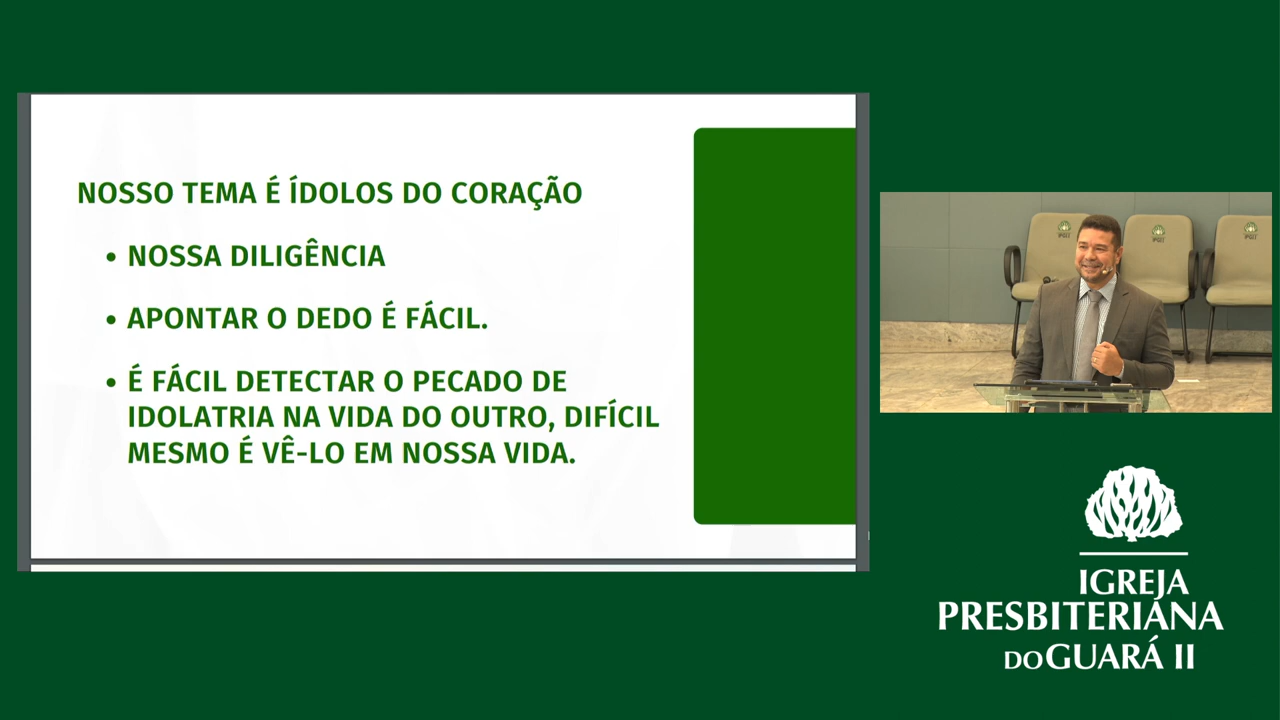 NOSSO TEMA É ÍDOLOS DO CORAÇÃO
• NOSSA DILIGÊNCIA
• APONTAR O DEDO É FÁCIL.
• É FÁCIL DETECTAR O PECADO DE
IDOLATRIA NA VIDA DO OUTRO, DIFÍCIL
MESMO É VÊ-LO EM NOSSA VIDA.
IGREJA
PRESBITERIANA
DO GUARÁ II